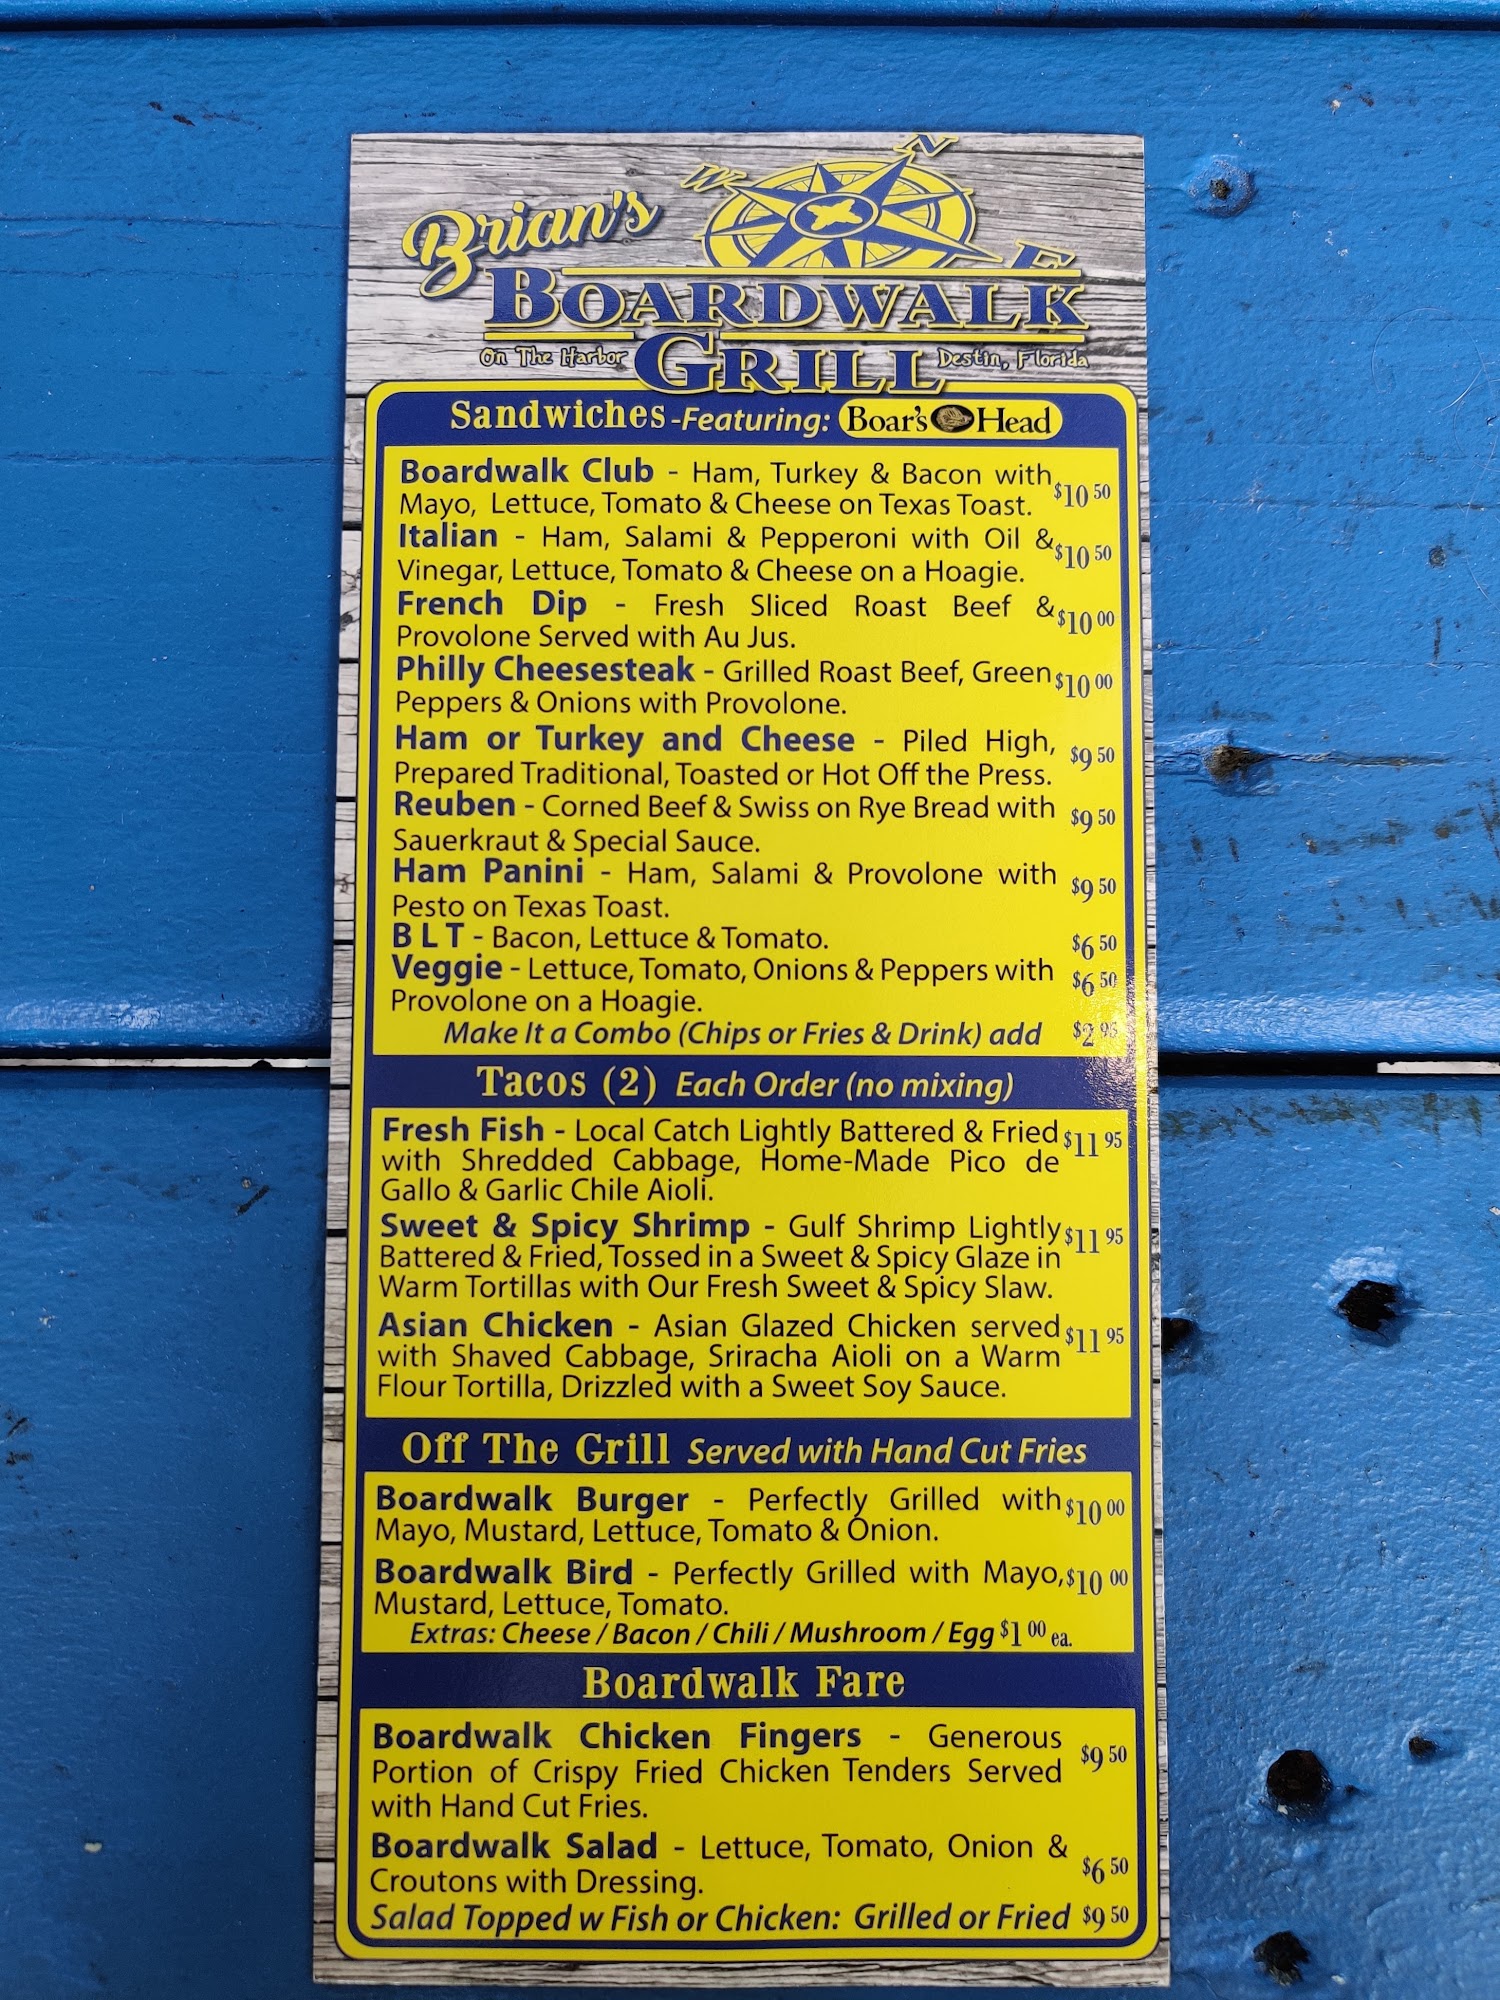 W N
Brian's
E
BOARDWALK
On The Harbor GRILL Destin, Florida
Sandwiches -Featuring: Boar's Head
Boardwalk Club - Ham, Turkey & Bacon with
Mayo, Lettuce, Tomato & Cheese on Texas Toast. $10 50
Italian - Ham, Salami & Pepperoni with Oil &
Vinegar, Lettuce, Tomato & Cheese on a Hoagie. $10 50
French Dip - Fresh Sliced Roast Beef & $10 00
Provolone Served with Au Jus.
Philly Cheesesteak - Grilled Roast Beef, Green $10 00
Peppers & Onions with Provolone.
Ham or Turkey and Cheese - Piled High, $9 50
Prepared Traditional, Toasted or Hot Off the Press.
Reuben - Corned Beef & Swiss on Rye Bread with $9 50
Sauerkraut & Special Sauce.
Ham Panini - Ham, Salami & Provolone with $9 50
Pesto on Texas Toast.
B L T - Bacon, Lettuce & Tomato. $6 50
Veggie - Lettuce, Tomato, Onions & Peppers with $6 50
Provolone on a Hoagie.
Make It a Combo (Chips or Fries & Drink) add $2 95
Tacos (2) Each Order (no mixing)
Fresh Fish - Local Catch Lightly Battered & Fried $11 95
with Shredded Cabbage, Home-Made Pico de
Gallo & Garlic Chile Aioli.
Sweet & Spicy Shrimp - Gulf Shrimp Lightly $11 95
Battered & Fried, Tossed in a Sweet & Spicy Glaze in
Warm Tortillas with Our Fresh Sweet & Spicy Slaw.
Asian Chicken - Asian Glazed Chicken served $11 95
with Shaved Cabbage, Sriracha Aioli on a Warm
Flour Tortilla, Drizzled with a Sweet Soy Sauce.
Off The Grill Served with Hand Cut Fries
Boardwalk Burger - Perfectly Grilled with $10 00
Mayo, Mustard, Lettuce, Tomato & Onion.
Boardwalk Bird - Perfectly Grilled with Mayo, $10 00
Mustard, Lettuce, Tomato.
Extras: Cheese / Bacon / Chili / Mushroom / Egg $1 00 ea.
Boardwalk Fare
Boardwalk Chicken Fingers - Generous $9 50
Portion of Crispy Fried Chicken Tenders Served
with Hand Cut Fries.
Boardwalk Salad - Lettuce, Tomato, Onion & $6 50
Croutons with Dressing.
Salad Topped w Fish or Chicken: Grilled or Fried $9 50